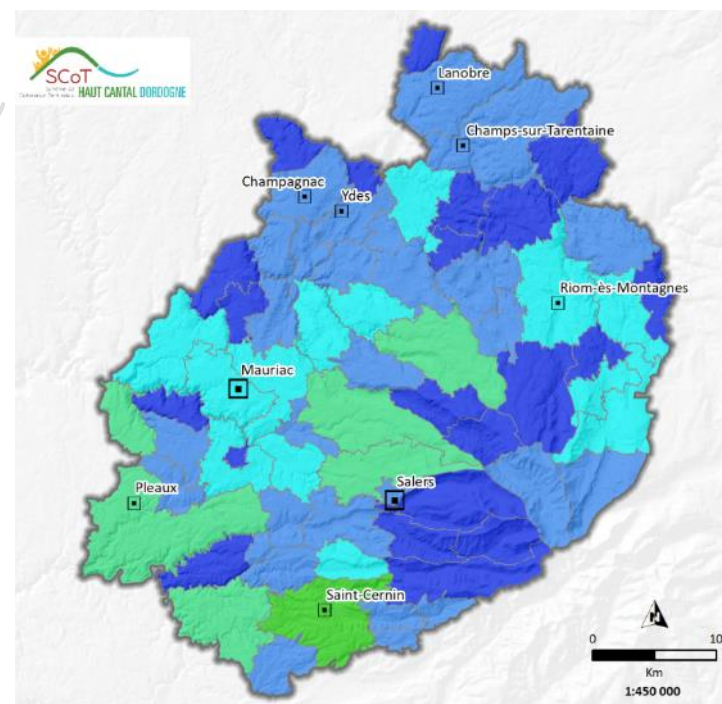 SCoT
HAUT CANTAL DORDOGNE
Lanobre
Champs-sur-Tarentaine
Champagnac
Ydes
Riom-ès-Montagnes
Mauriac
Pleaux
Salers
Saint-Cernin
N
0 10
Km
1:450 000